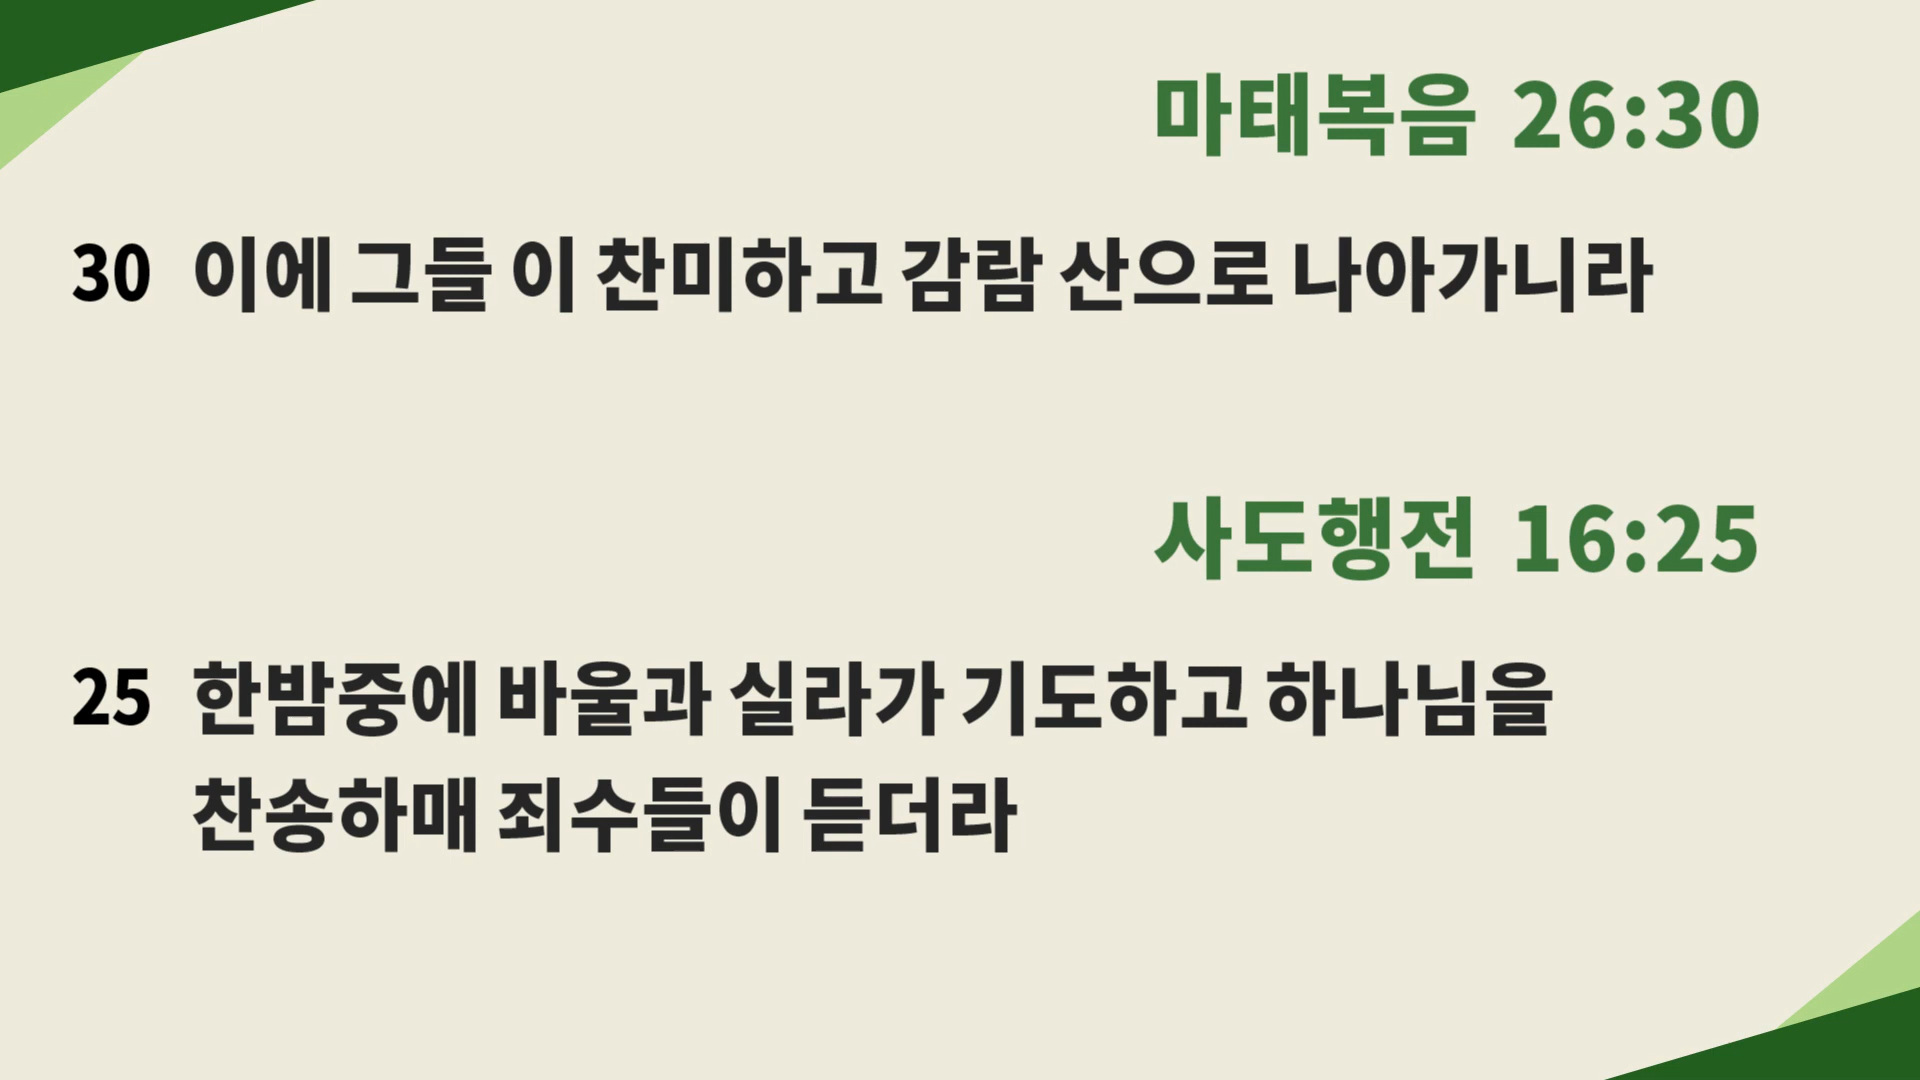 마태복음 26:30
30 이에 그들 이 찬미하고 감람 산으로 나아가니라
사도행전 16:25
25 한밤중에 바울과 실라가 기도하고 하나님을
찬송하매 죄수들이 듣더라